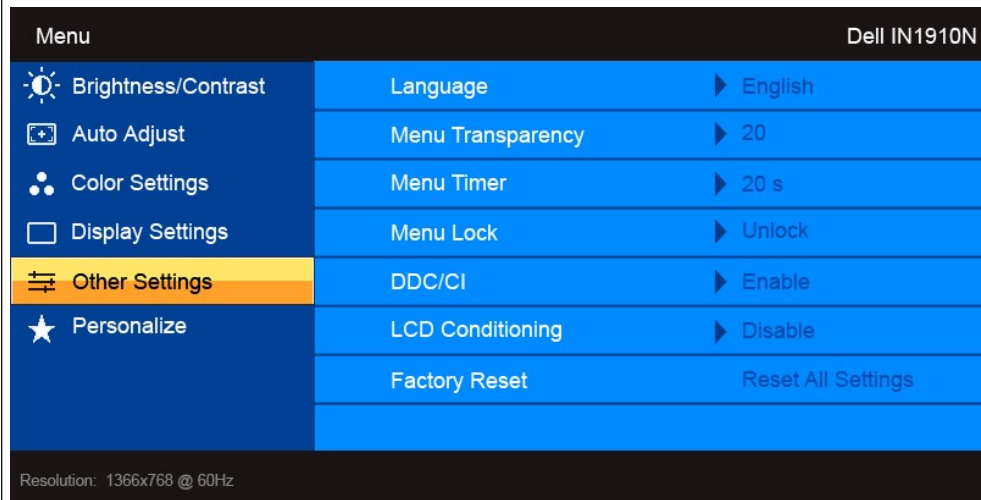 Menu Dell IN1910N
Brightness/Contrast Language English
Auto Adjust Menu Transparency 20
Color Settings Menu Timer 20 s
Display Settings Menu Lock Unlock
Other Settings DDC/CI Enable
Personalize LCD Conditioning Disable
Factory Reset Reset All Settings
Resolution: 1366x768 @ 60Hz